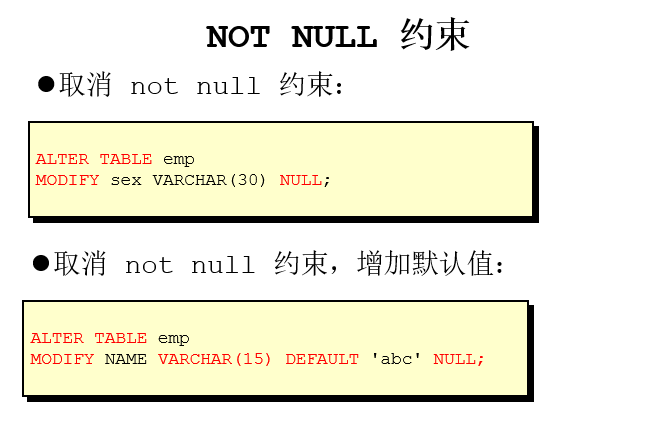 NOT NULL 约束
●取消 not null 约束：
ALTER TABLE emp
MODIFY sex VARCHAR(30) NULL;
●取消 not null 约束，增加默认值：
ALTER TABLE emp
MODIFY NAME VARCHAR(15) DEFAULT 'abc' NULL;